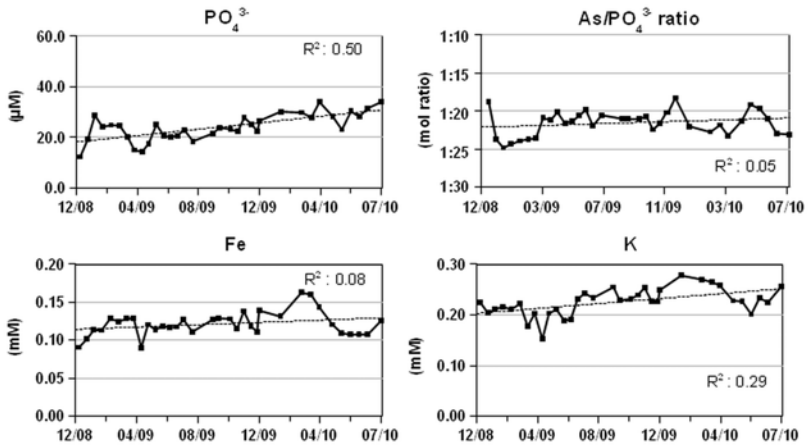 PO₄³⁻
60.0
40.0
20.0
0.0
(µM)
R² : 0.50
12/08 04/09 08/09 12/09 04/10 07/10
As/PO₄³⁻ ratio
1:10
1:15
1:20
1:25
1:30
(mol ratio)
R² : 0.05
12/08 03/09 07/09 11/09 03/10 07/10
Fe
0.20
0.15
0.10
0.05
0.00
(mM)
R² : 0.08
12/08 04/09 08/09 12/09 04/10 07/10
K
0.30
0.20
0.10
0.00
(mM)
R² : 0.29
12/08 04/09 08/09 12/09 04/10 07/10